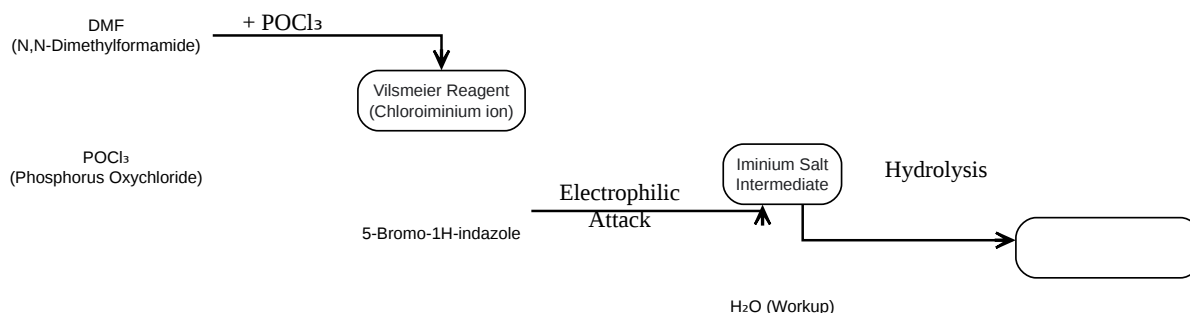 DMF
(N,N-Dimethylformamide)
+ POCl₃
Vilsmeier Reagent
(Chloroiminium ion)
POCl₃
(Phosphorus Oxychloride)
Iminium Salt
Intermediate
Hydrolysis
Electrophilic
Attack
5-Bromo-1H-indazole
H₂O (Workup)